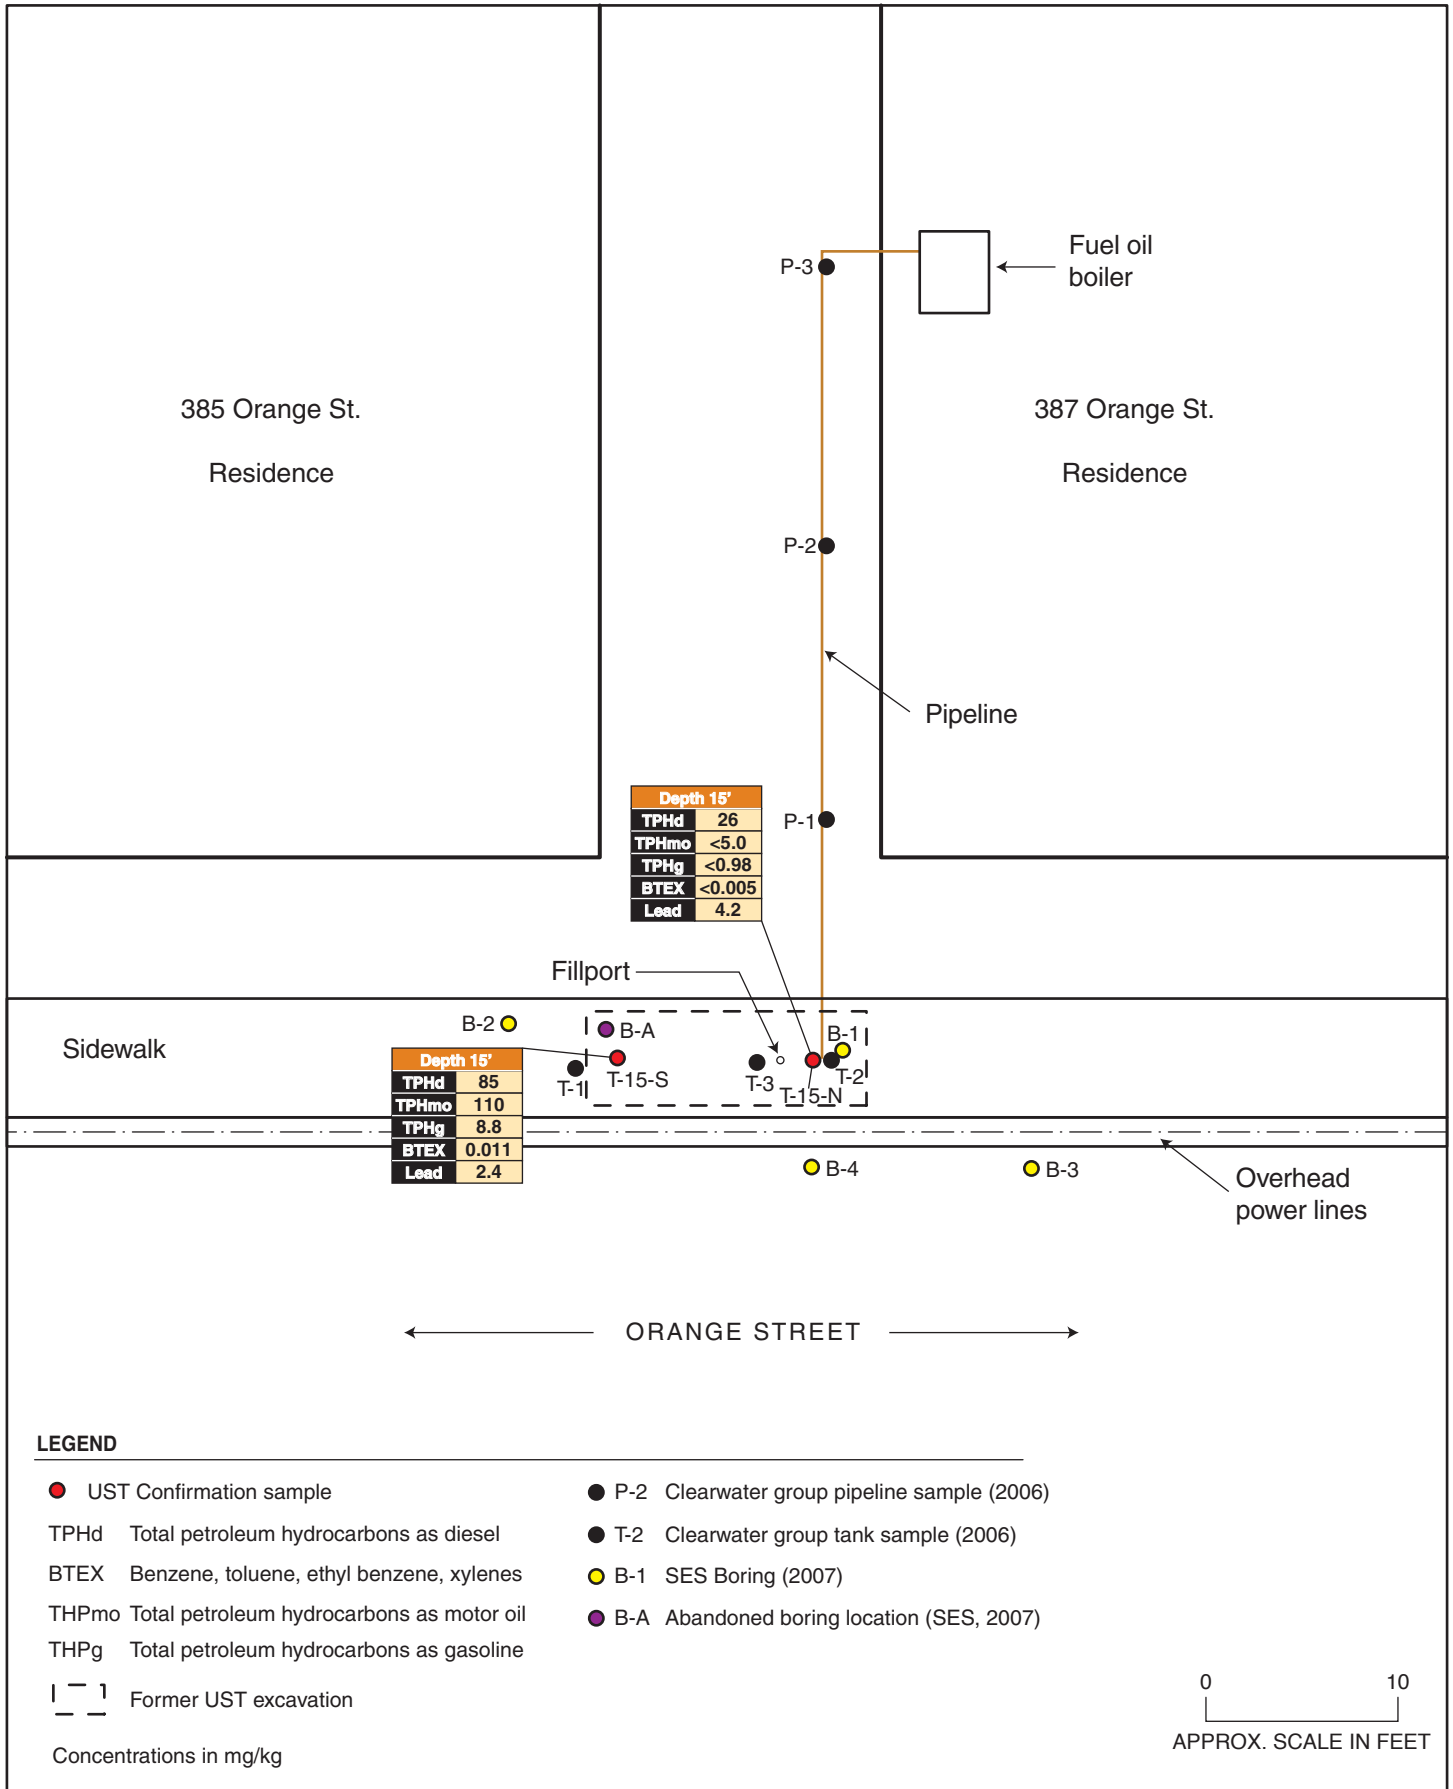 P-3
Fuel oil
boiler
385 Orange St.
Residence
387 Orange St.
Residence
P-2
Pipeline
Depth 15'
TPHd 26
TPHmo <5.0
TPHg <0.98
BTEX <0.005
Lead 4.2
P-1
Fillport
Sidewalk
B-2
B-A
B-1
T-1
T-15-S
T-3
T-15-N
T-2
Depth 15'
TPHd 85
TPHmo 110
TPHg 8.8
BTEX 0.011
Lead 2.4
B-4
B-3
Overhead
power lines
ORANGE STREET
LEGEND
UST Confirmation sample
TPHd Total petroleum hydrocarbons as diesel
BTEX Benzene, toluene, ethyl benzene, xylenes
THPmo Total petroleum hydrocarbons as motor oil
THPg Total petroleum hydrocarbons as gasoline
Former UST excavation
Concentrations in mg/kg
P-2 Clearwater group pipeline sample (2006)
T-2 Clearwater group tank sample (2006)
B-1 SES Boring (2007)
B-A Abandoned boring location (SES, 2007)
0 10
APPROX. SCALE IN FEET